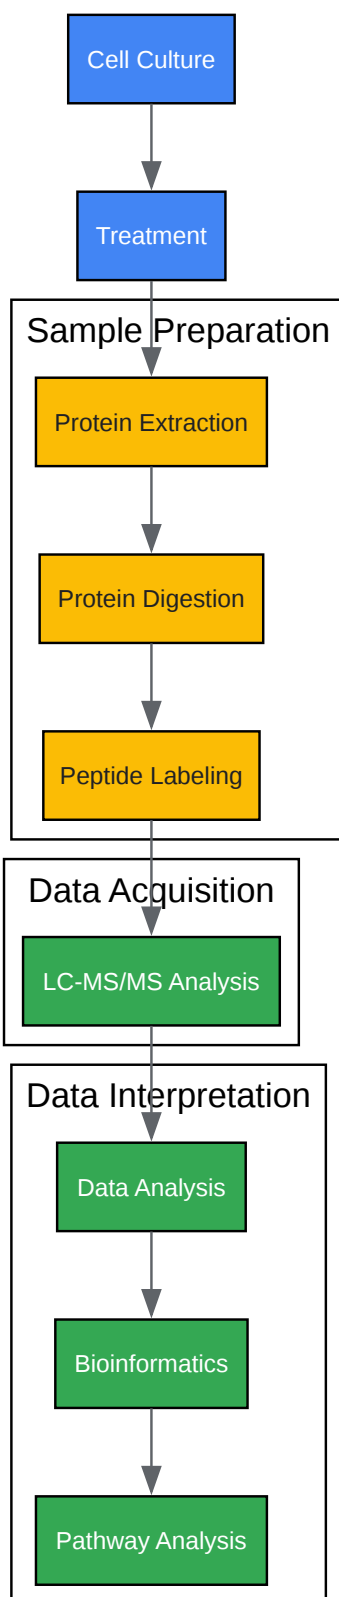 Cell Culture
Treatment
Sample Preparation
Protein Extraction
Protein Digestion
Peptide Labeling
Data Acquisition
LC-MS/MS Analysis
Data Interpretation
Data Analysis
Bioinformatics
Pathway Analysis